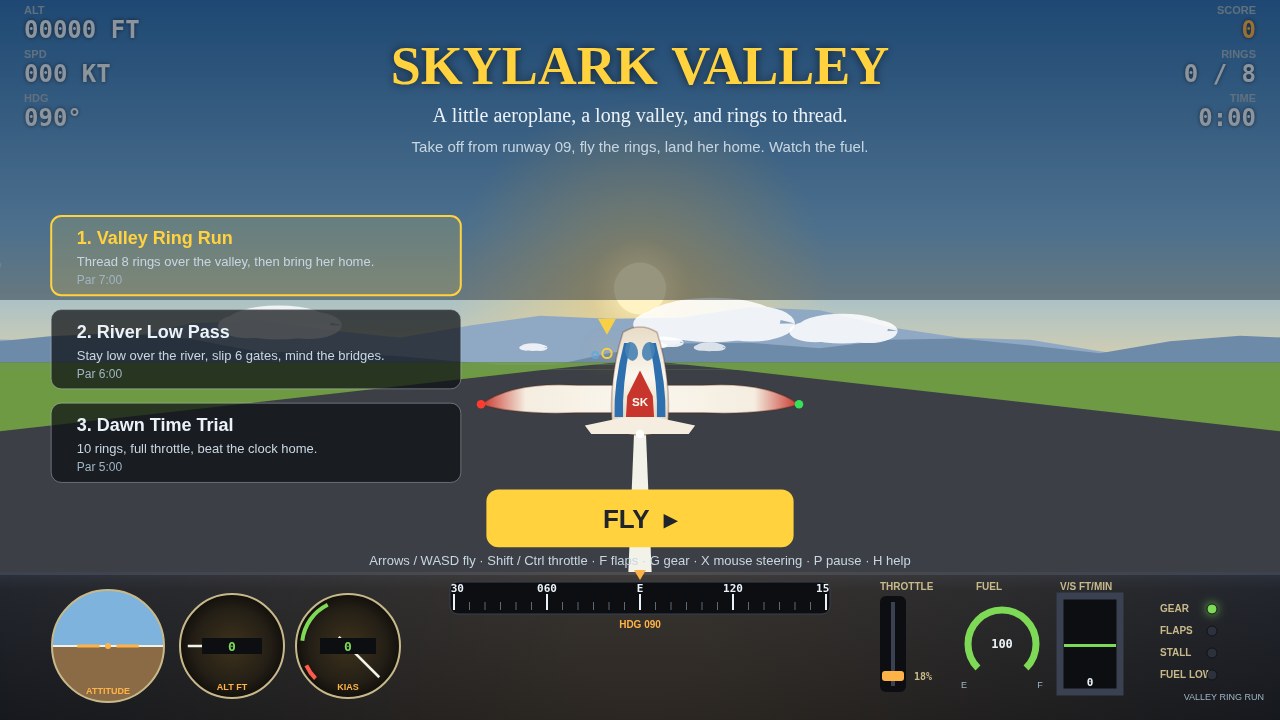 ALT
00000 FT
SPD
000 KT
HDG
090°
SCORE
0
RINGS
0 / 8
TIME
0:00
SKYLARK VALLEY
A little aeroplane, a long valley, and rings to thread.
Take off from runway 09, fly the rings, land her home. Watch the fuel.
1. Valley Ring Run
Thread 8 rings over the valley, then bring her home.
Par 7:00
2. River Low Pass
Stay low over the river, slip 6 gates, mind the bridges.
Par 6:00
3. Dawn Time Trial
10 rings, full throttle, beat the clock home.
Par 5:00
SK
FLY ►
Arrows / WASD fly · Shift / Ctrl throttle · F flaps · G gear · X mouse steering · P pause · H help
ATTITUDE
0
ALT FT
0
KIAS
30 060 E 120 15
HDG 090
THROTTLE
18%
FUEL
100
E F
V/S FT/MIN
0
GEAR
FLAPS
STALL
FUEL LOW
VALLEY RING RUN